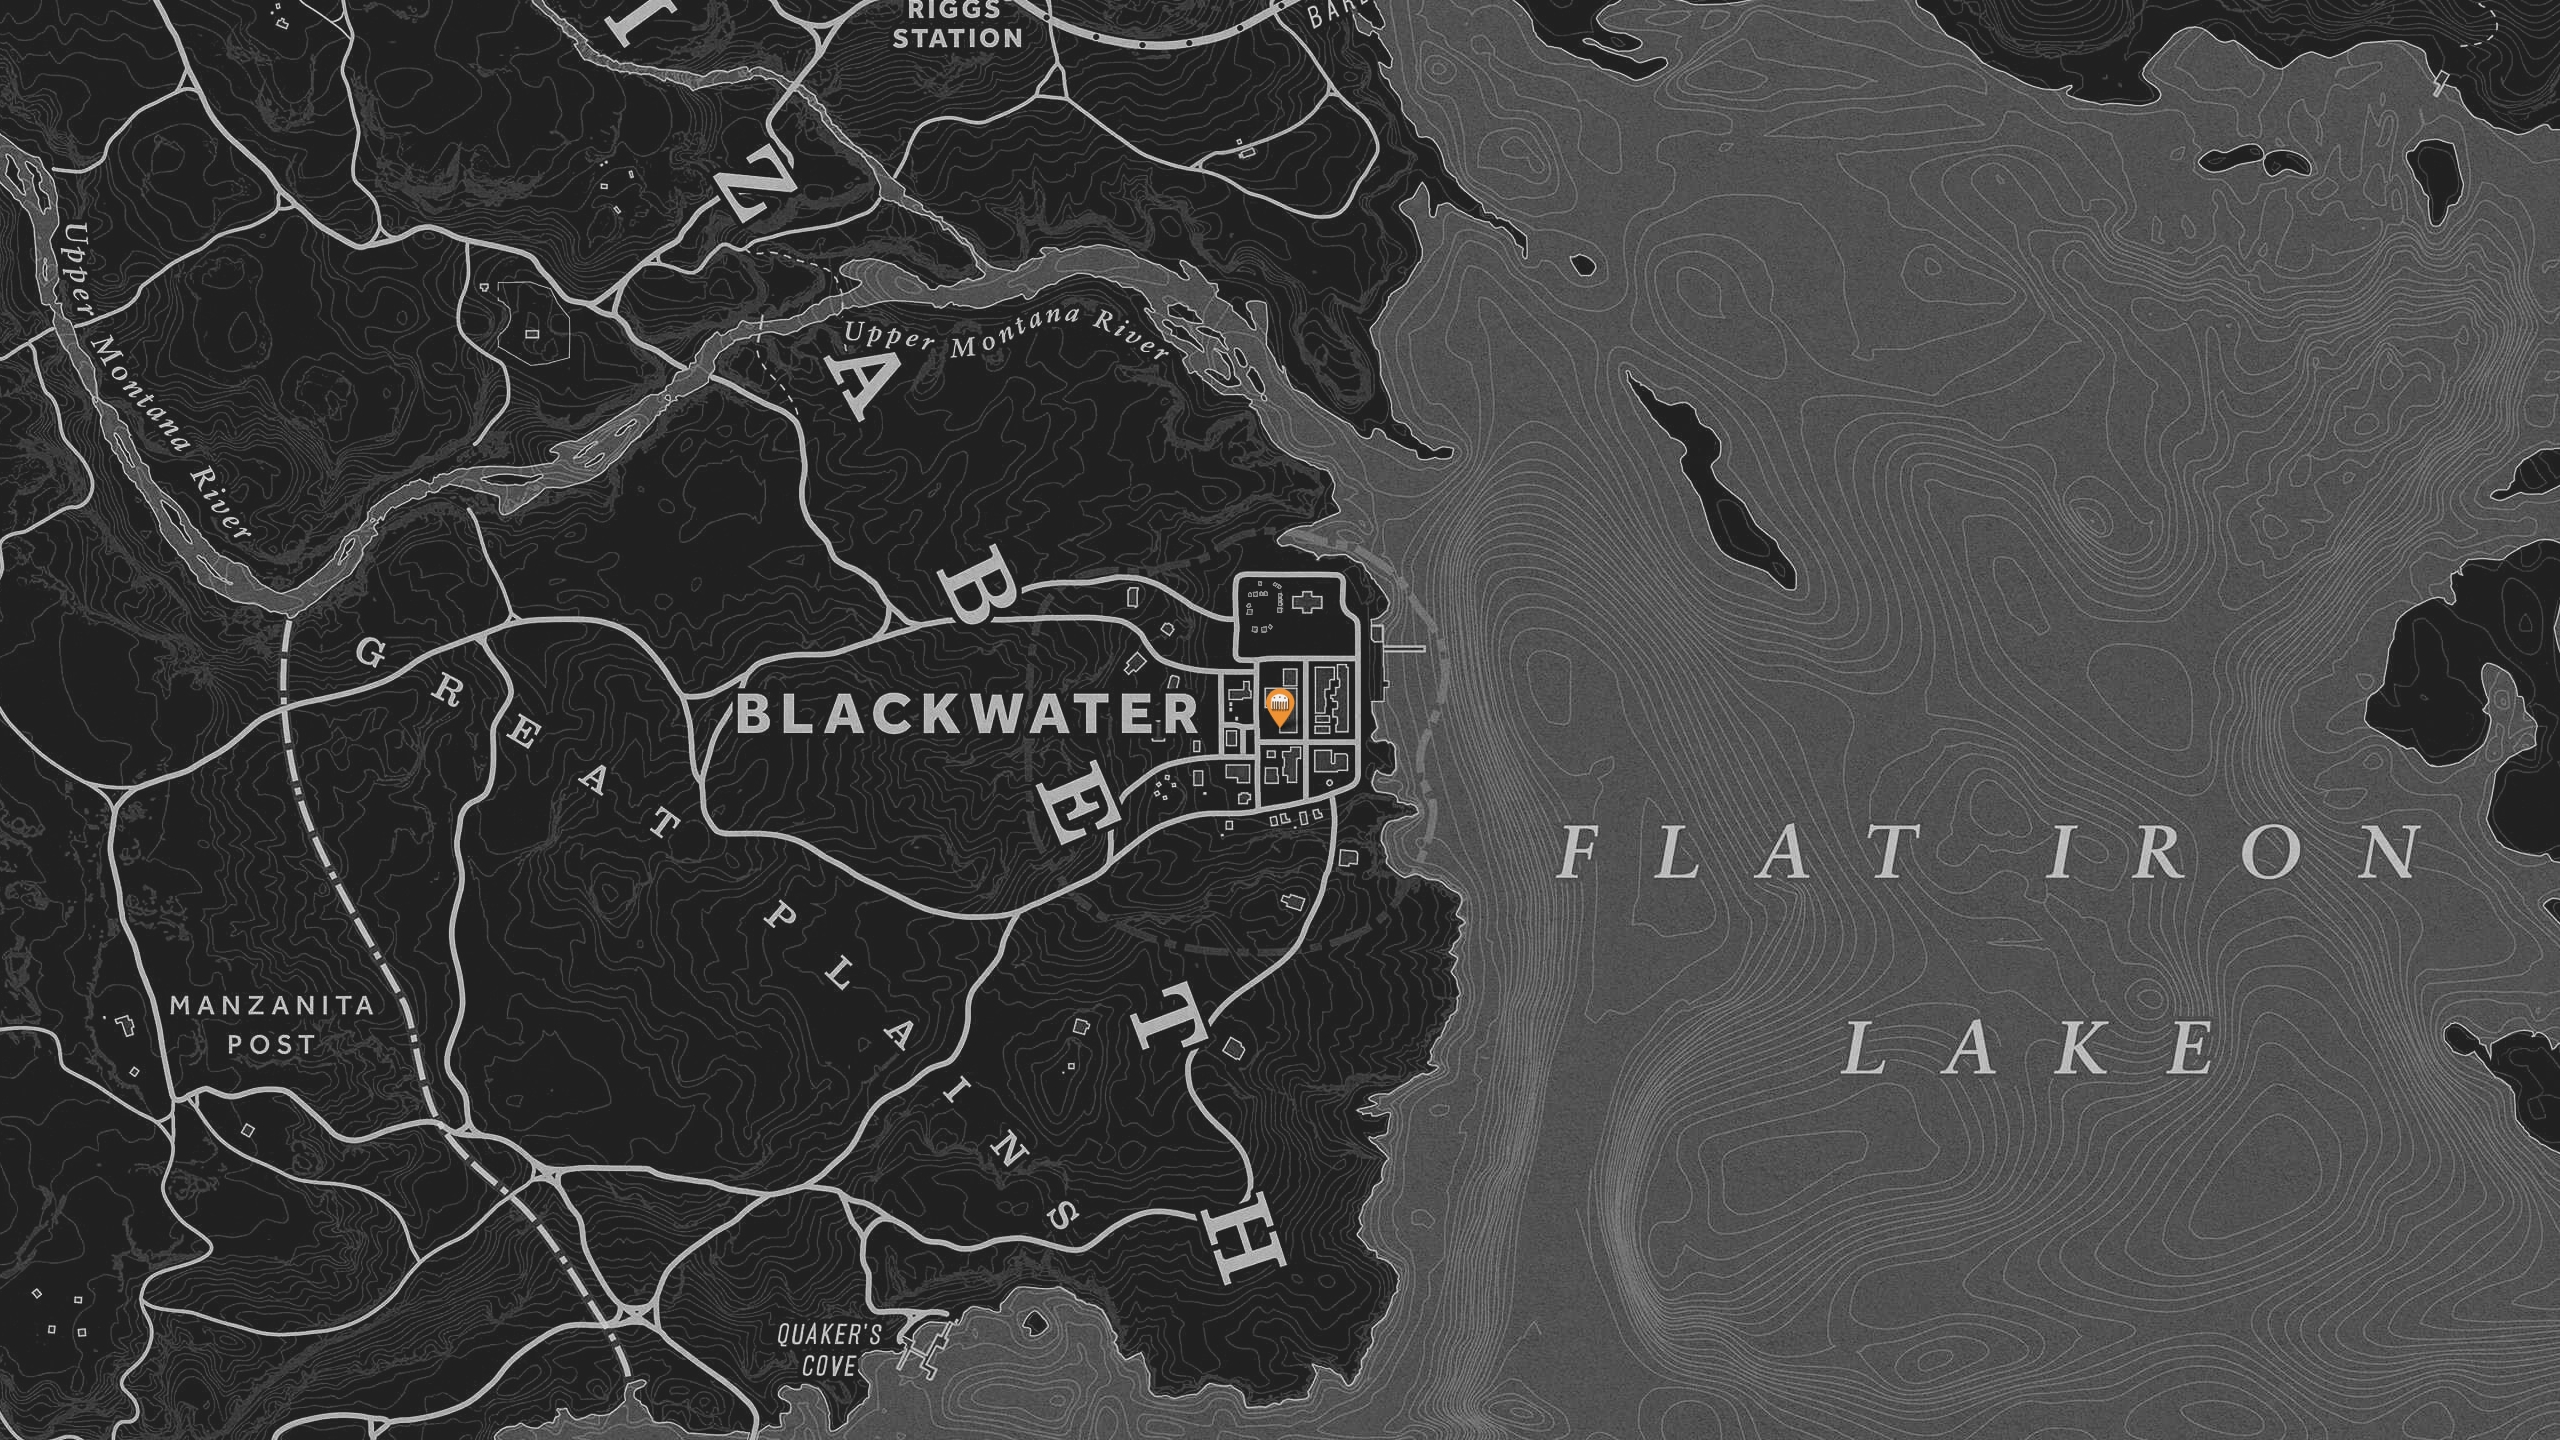 RIGGS
STATION
Upper Montana River
Upper Montana River
BLACKWATER
GREAT PLAINS
FLAT IRON
LAKE
MANZANITA
POST
QUAKER'S
COVE
I Z A B E T H